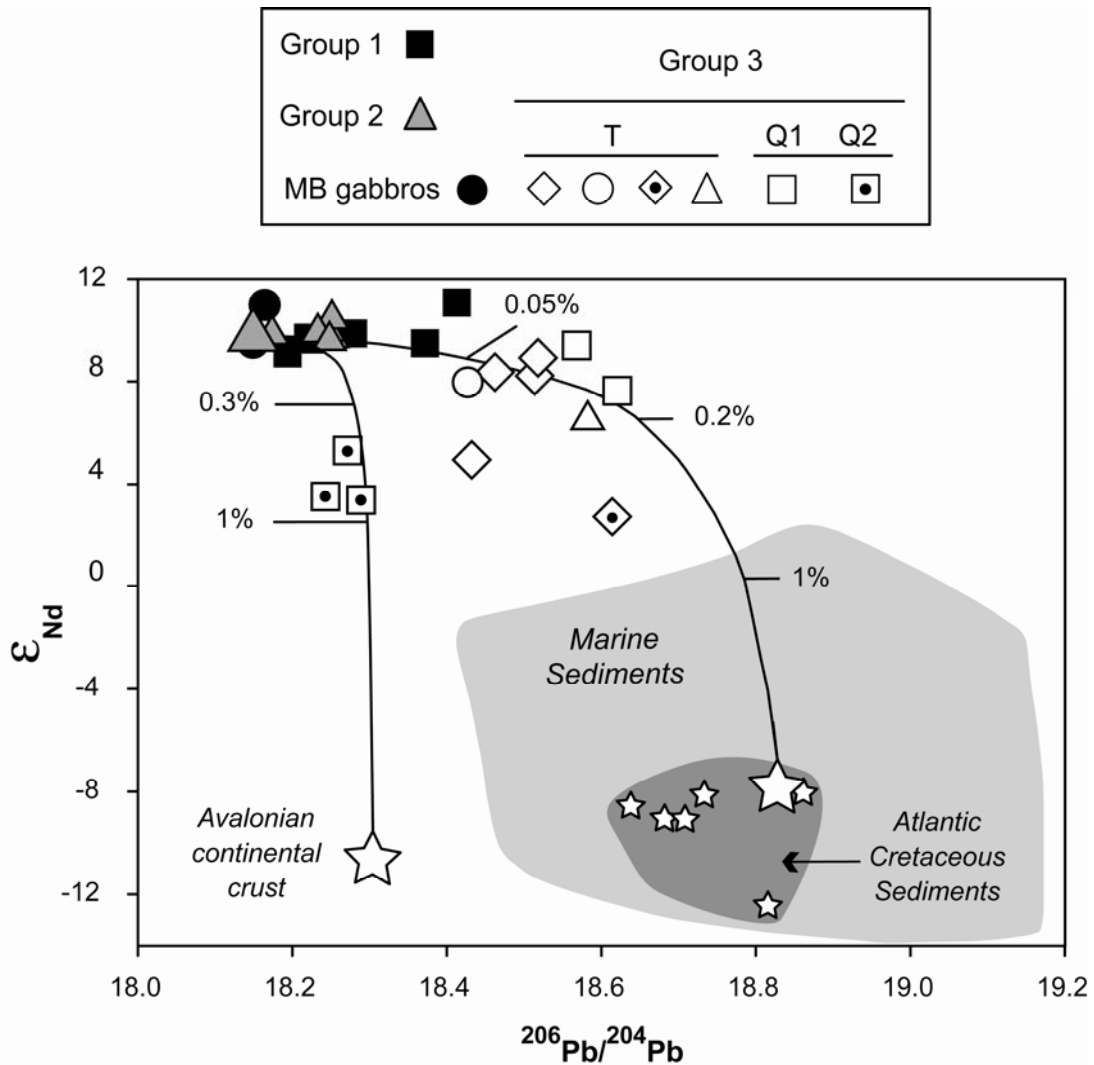 Group 1
Group 2
MB gabbros
Group 3
T
Q1 Q2
12
8
4
0
-4
-8
-12
εNd
0.05%
0.3%
0.2%
1%
1%
Marine
Sediments
Avalonian
continental
crust
Atlantic
Cretaceous
Sediments
18.0 18.2 18.4 18.6 18.8 19.0 19.2
206Pb/204Pb